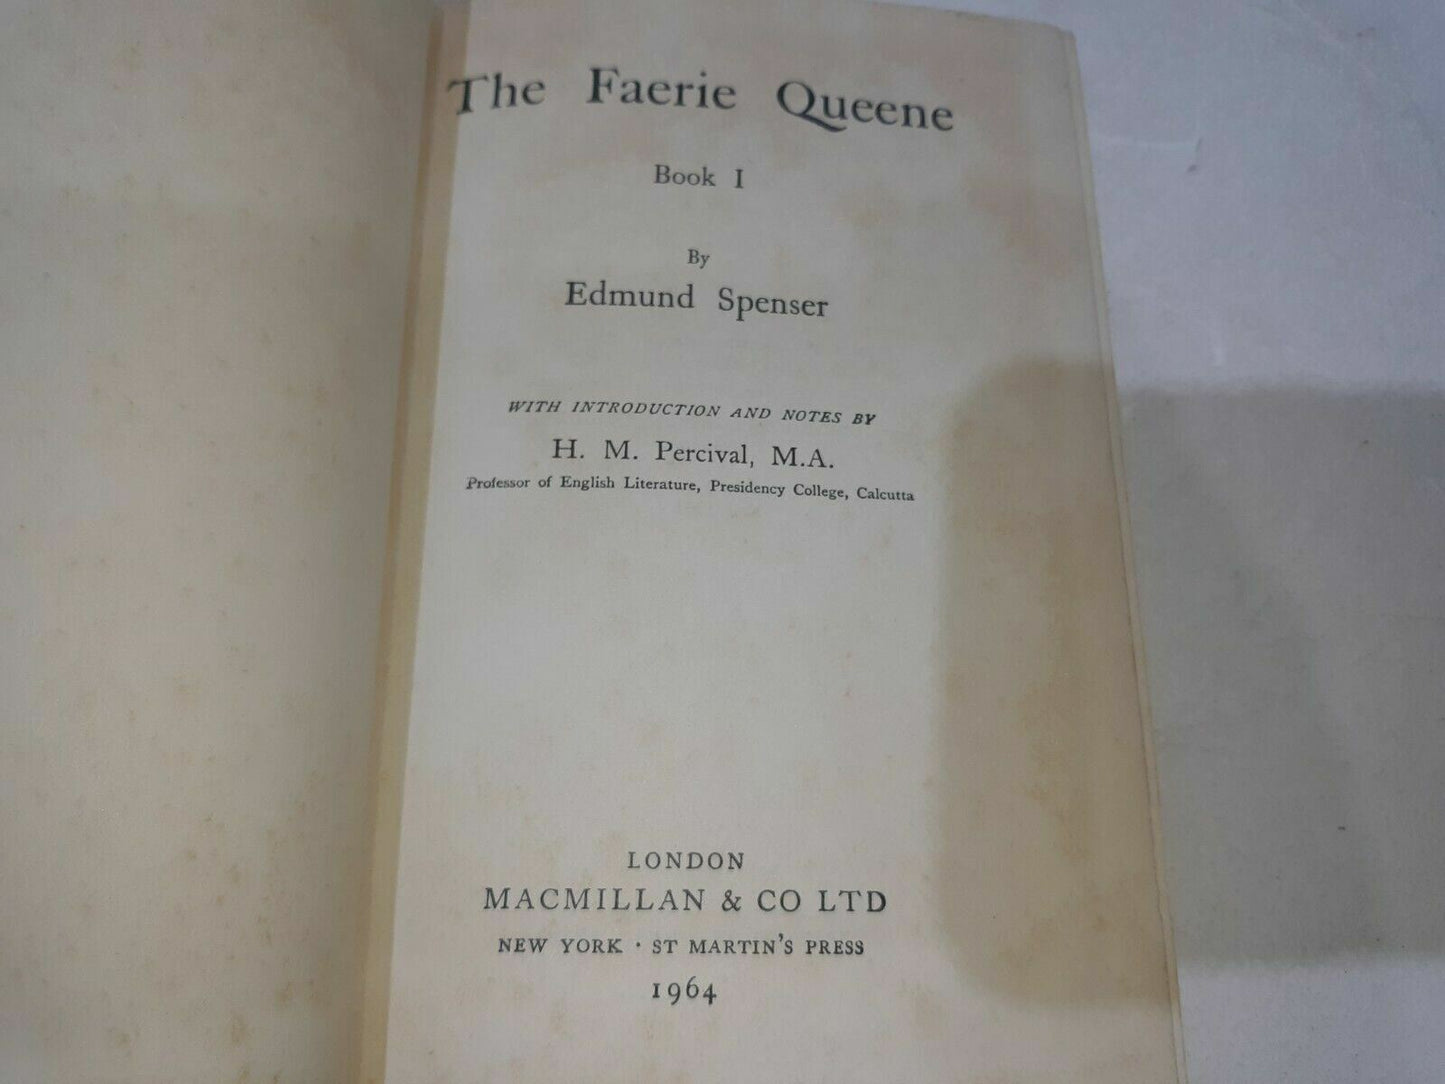 The Faerie Queene
Book I
By
Edmund Spenser
WITH INTRODUCTION AND NOTES BY
H. M. Percival, M.A.
Professor of English Literature, Presidency College, Calcutta
LONDON
MACMILLAN & CO LTD
NEW YORK · ST MARTIN'S PRESS
1964